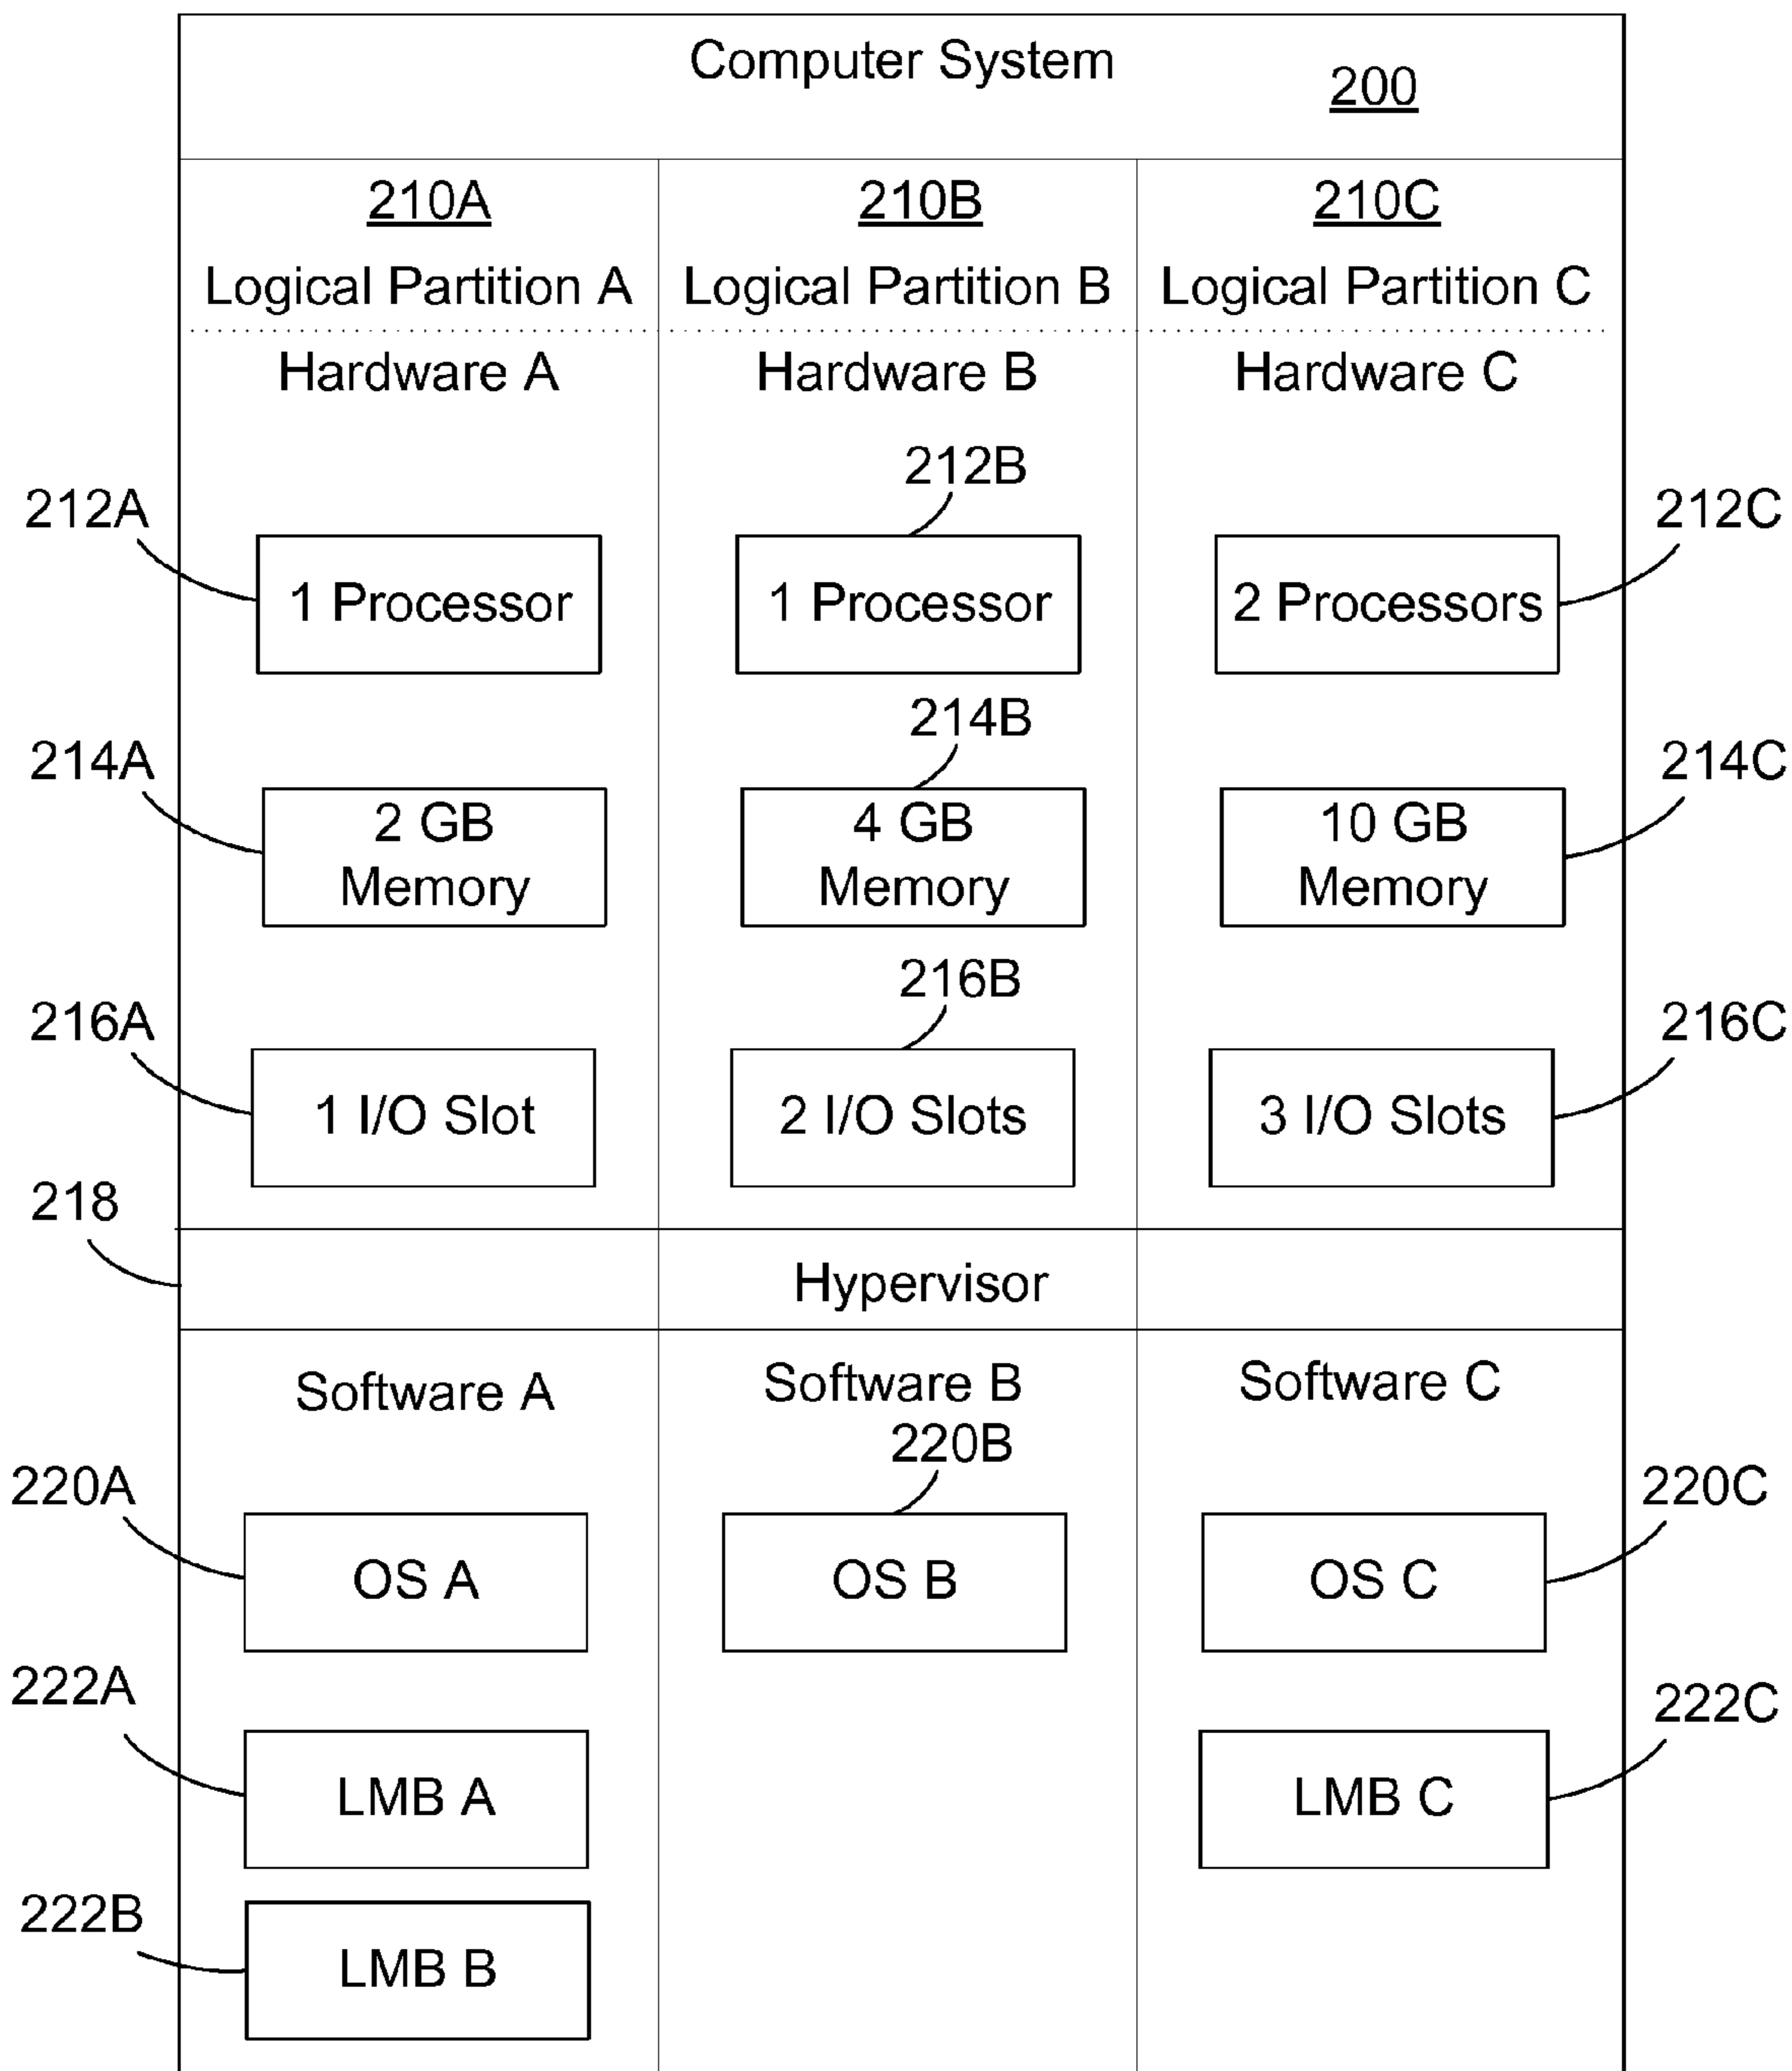 Computer System
200
210A
210B
210C
Logical Partition A
Logical Partition B
Logical Partition C
Hardware A
Hardware B
Hardware C
212A
212B
212C
1 Processor
1 Processor
2 Processors
214A
214B
214C
2 GB
Memory
4 GB
Memory
10 GB
Memory
216A
216B
216C
1 I/O Slot
2 I/O Slots
3 I/O Slots
218
Hypervisor
Software A
Software B
Software C
220A
220B
220C
OS A
OS B
OS C
222A
222C
LMB A
LMB C
222B
LMB B